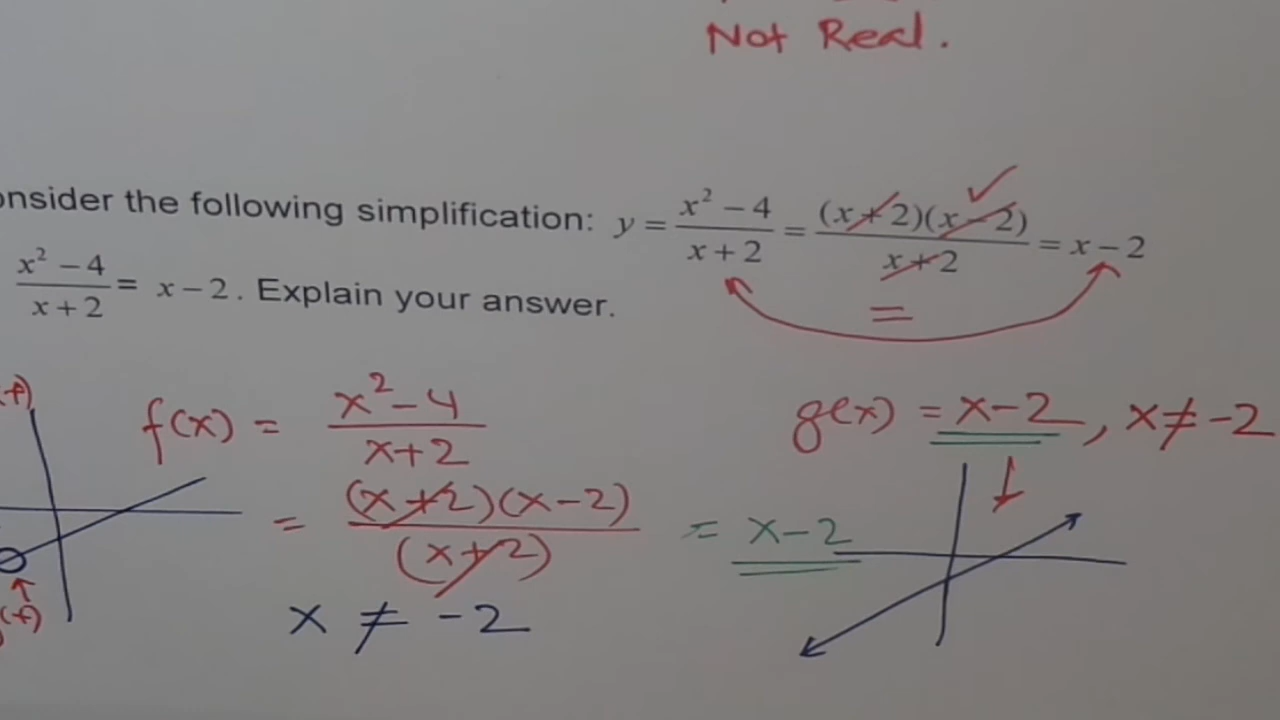 Not Real.
onsider the following simplification: y = (x² − 4)/(x + 2) = (x + 2)(x − 2)/(x + 2) = x − 2
(x² − 4)/(x + 2) = x − 2. Explain your answer.
=
f(x) = (x² − 4)/(x + 2)
g(x) = x − 2, x ≠ −2
= (x + 2)(x − 2)/(x + 2) = x − 2
x ≠ −2